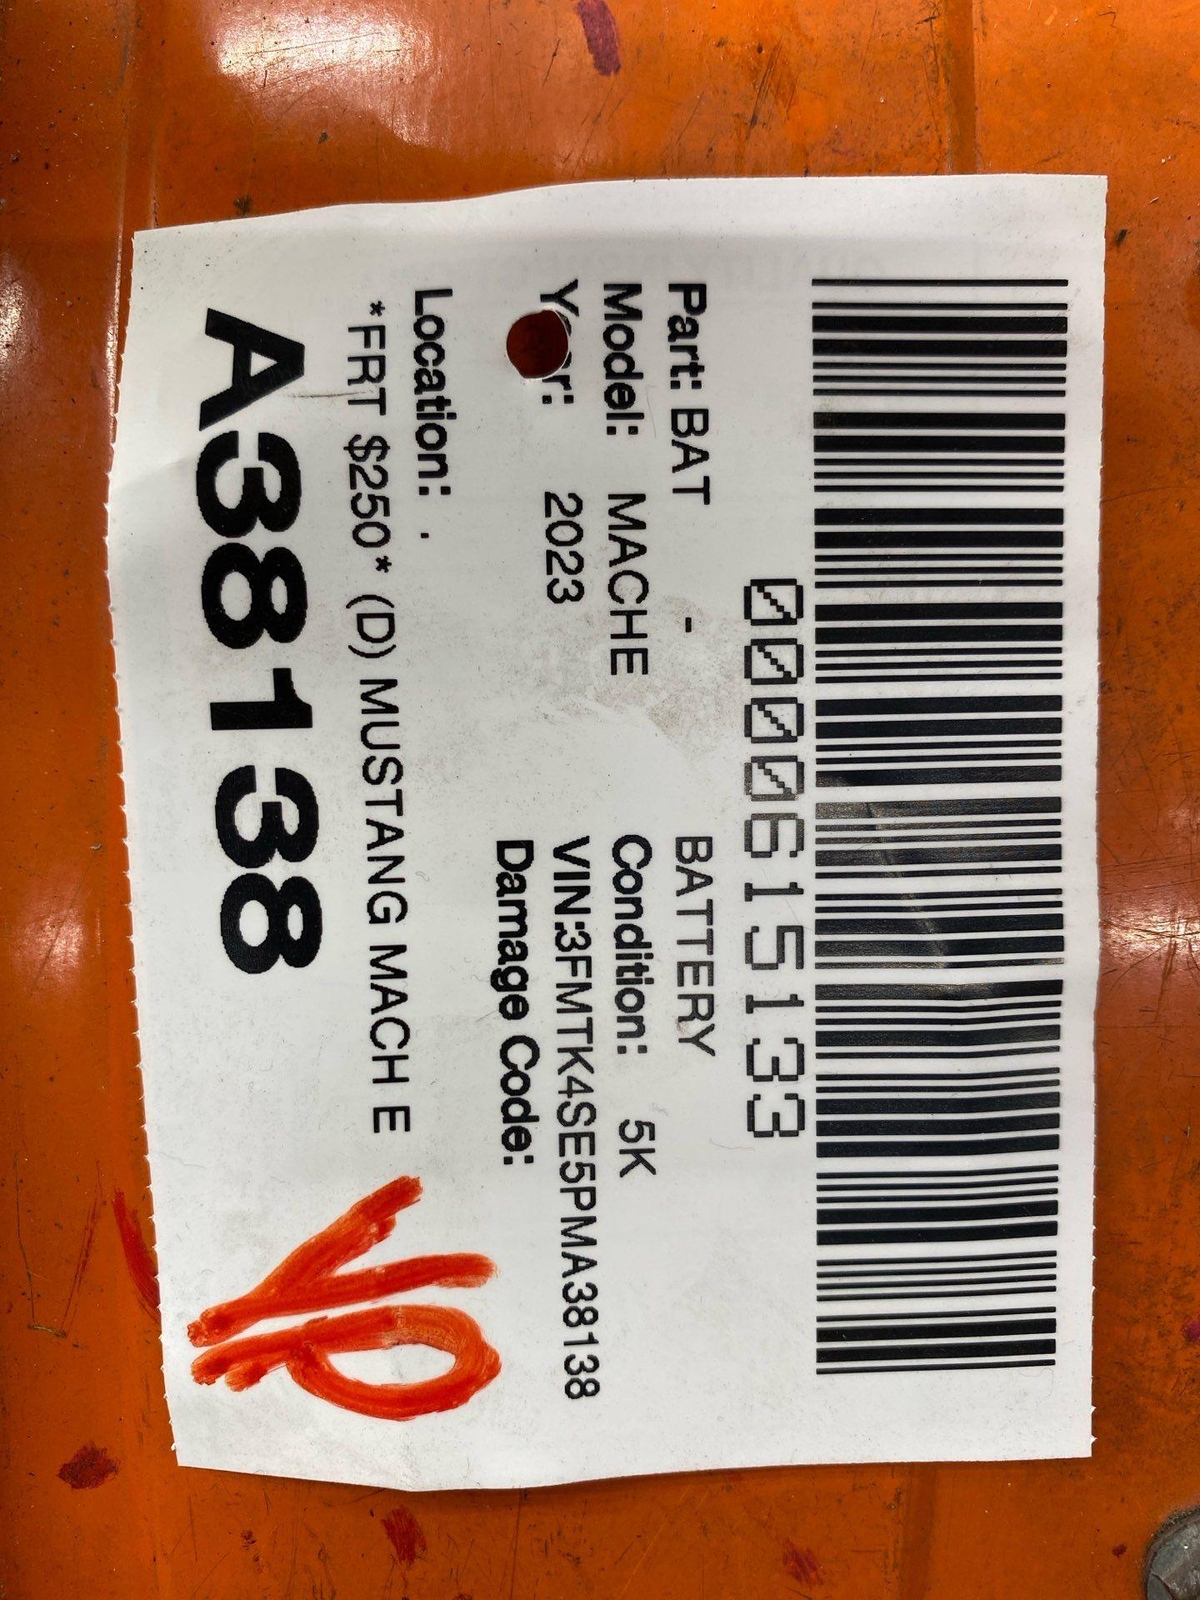 0000615133
Part: BAT - BATTERY
Model: MACHE Condition: 5K
Year: 2023 VIN:3FMTK4SE5PMA38138
Damage Code:
Location: .
*FRT $250* (D) MUSTANG MACH E
A38138
VP